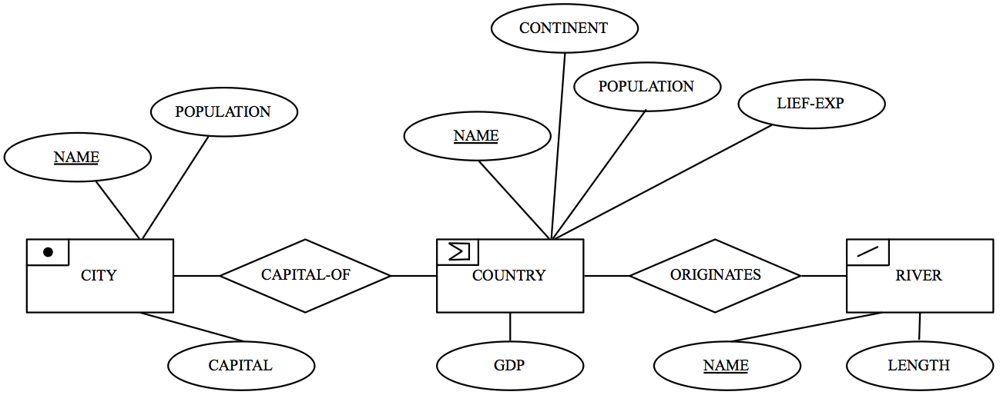 CONTINENT
POPULATION
LIEF-EXP
POPULATION
NAME
NAME
CITY
CAPITAL-OF
COUNTRY
ORIGINATES
RIVER
CAPITAL
GDP
NAME
LENGTH